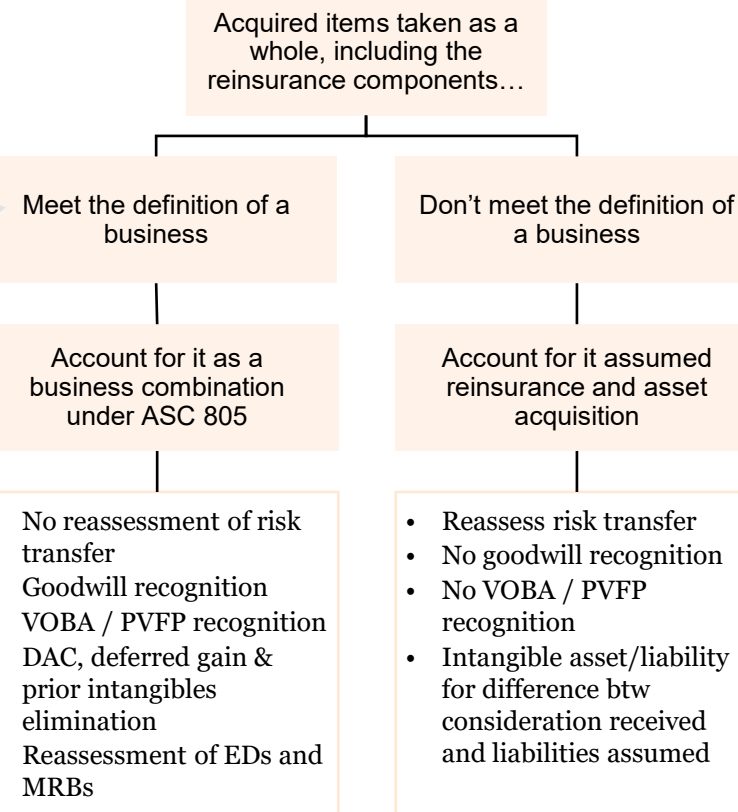 Acquired items taken as a
whole, including the
reinsurance components…
Meet the definition of a
business
Don’t meet the definition of
a business
Account for it as a
business combination
under ASC 805
Account for it assumed
reinsurance and asset
acquisition
No reassessment of risk
transfer
Goodwill recognition
VOBA / PVFP recognition
DAC, deferred gain &
prior intangibles
elimination
Reassessment of EDs and
MRBs
• Reassess risk transfer
• No goodwill recognition
• No VOBA / PVFP
recognition
• Intangible asset/liability
for difference btw
consideration received
and liabilities assumed